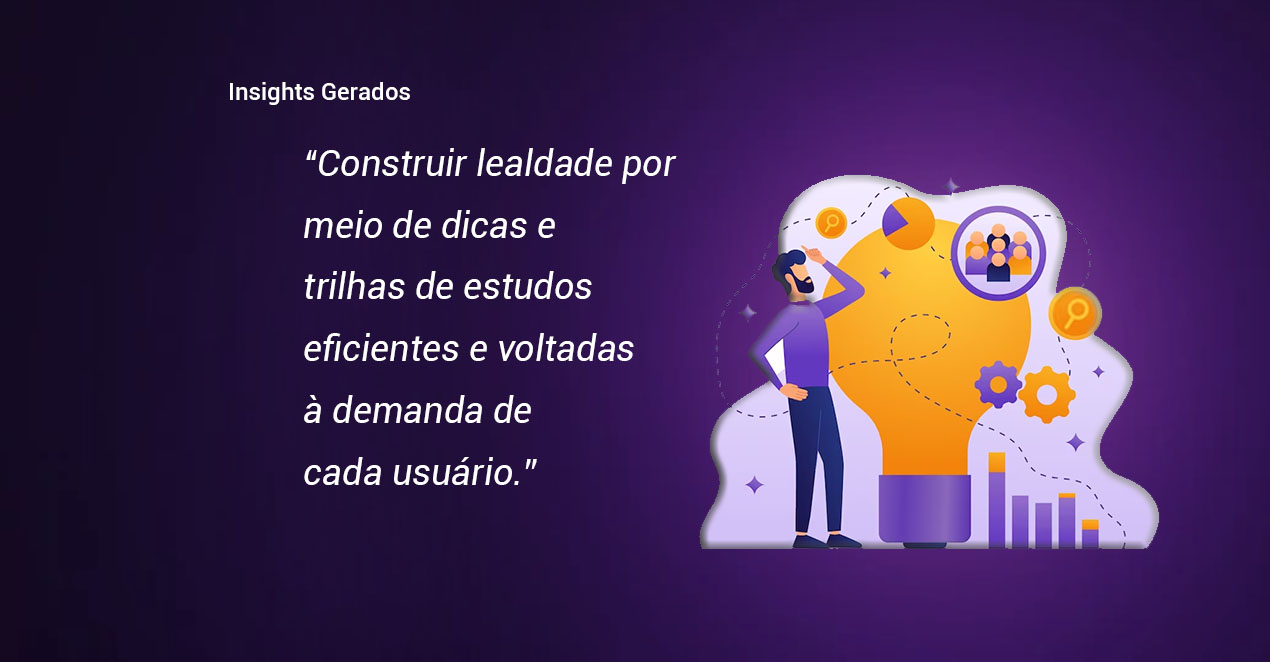 Insights Gerados
“Construir lealdade por
meio de dicas e
trilhas de estudos
eficientes e voltadas
à demanda de
cada usuário.”